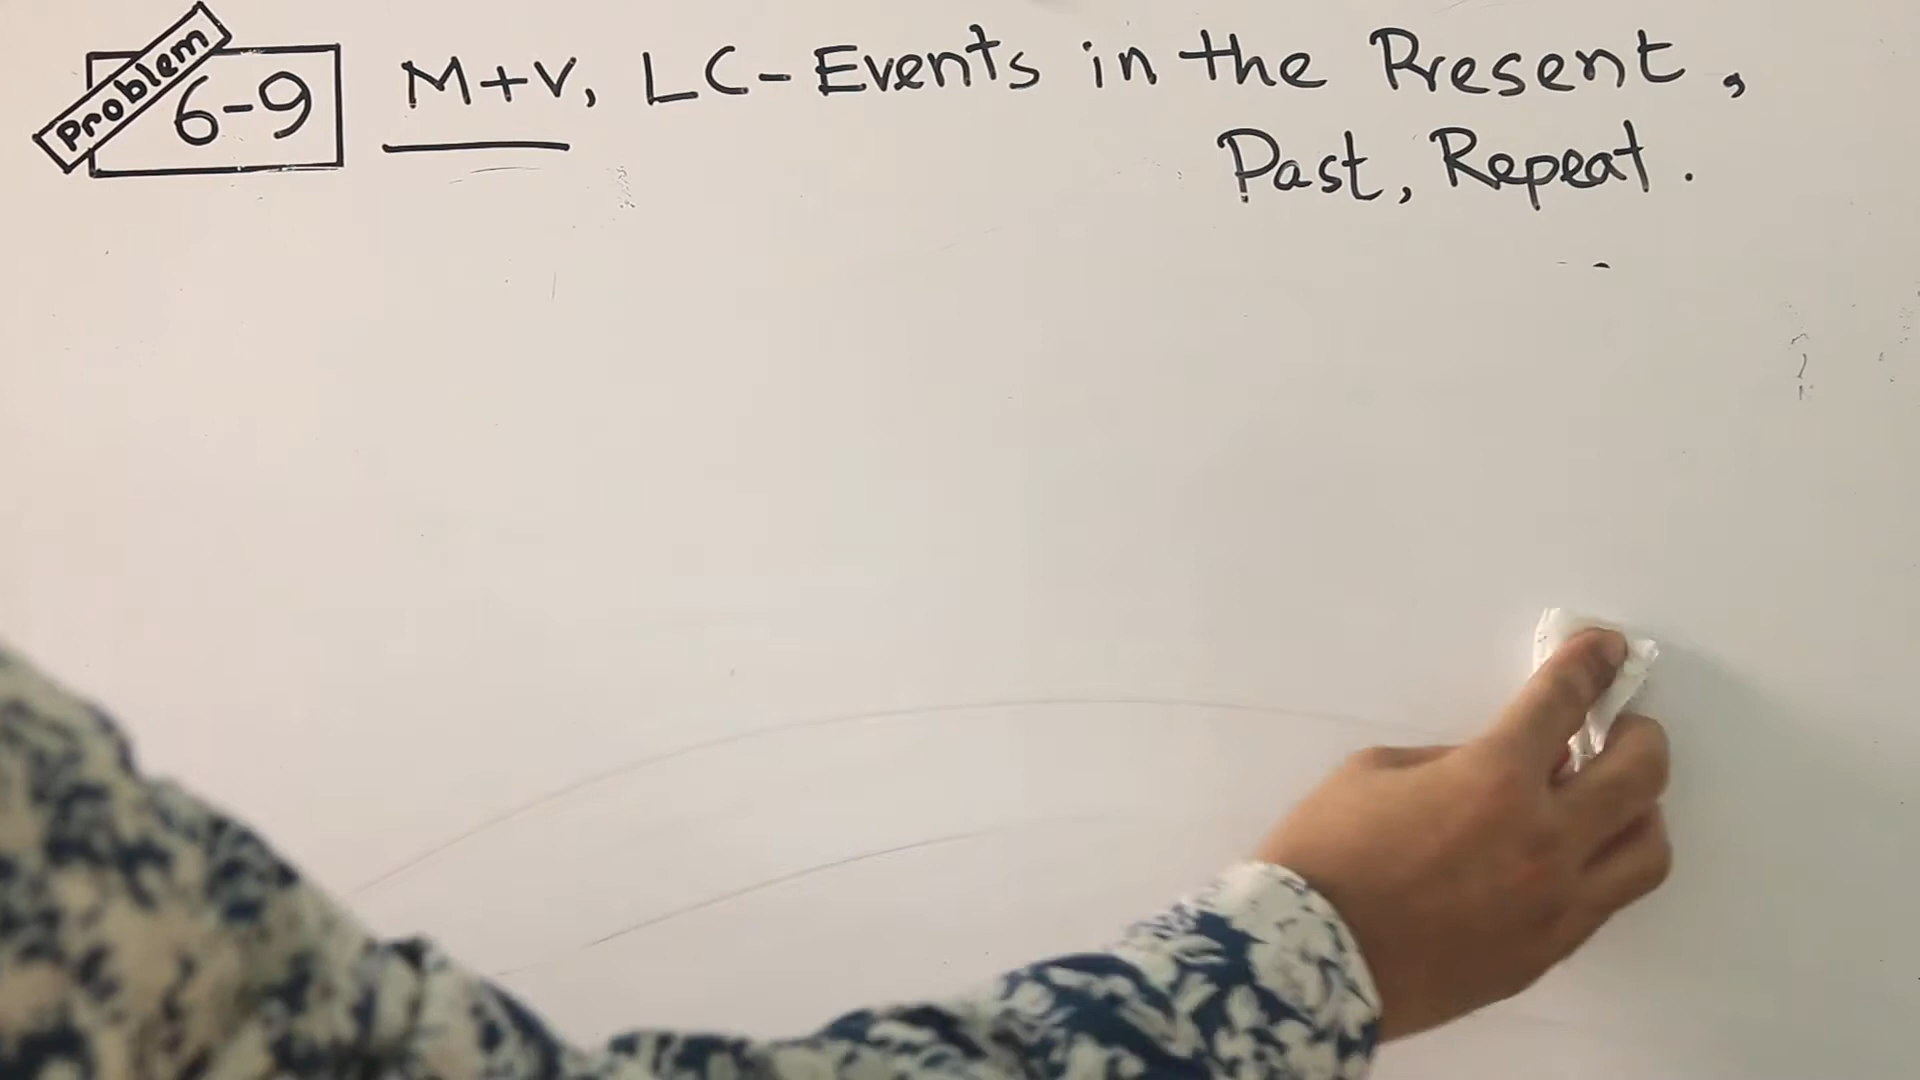 Problem
6-9
M+V, LC-Events in the Present,
Past, Repeat.